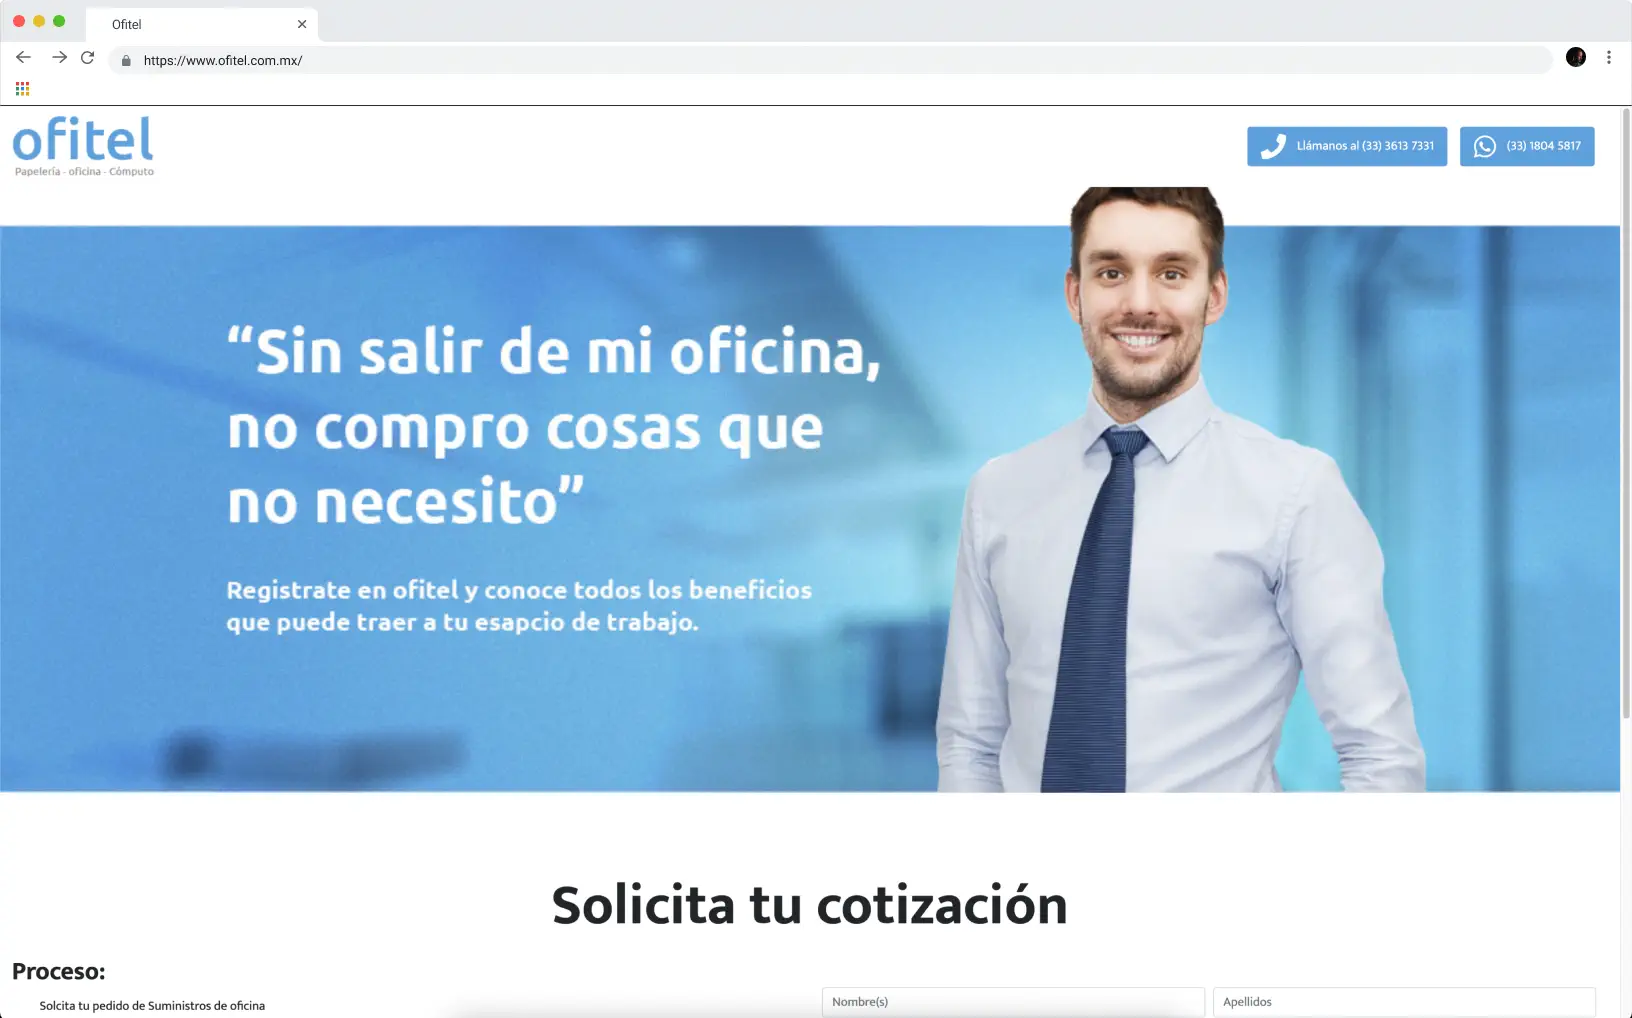 Ofitel
https://www.ofitel.com.mx/
ofitel
Papelería - oficina - Cómputo
Llámanos al (33) 3613 7331
(33) 1804 5817
“Sin salir de mi oficina,
no compro cosas que
no necesito”
Registrate en ofitel y conoce todos los beneficios
que puede traer a tu esapcio de trabajo.
Solicita tu cotización
Proceso:
Solcita tu pedido de Suministros de oficina
Nombre(s)
Apellidos